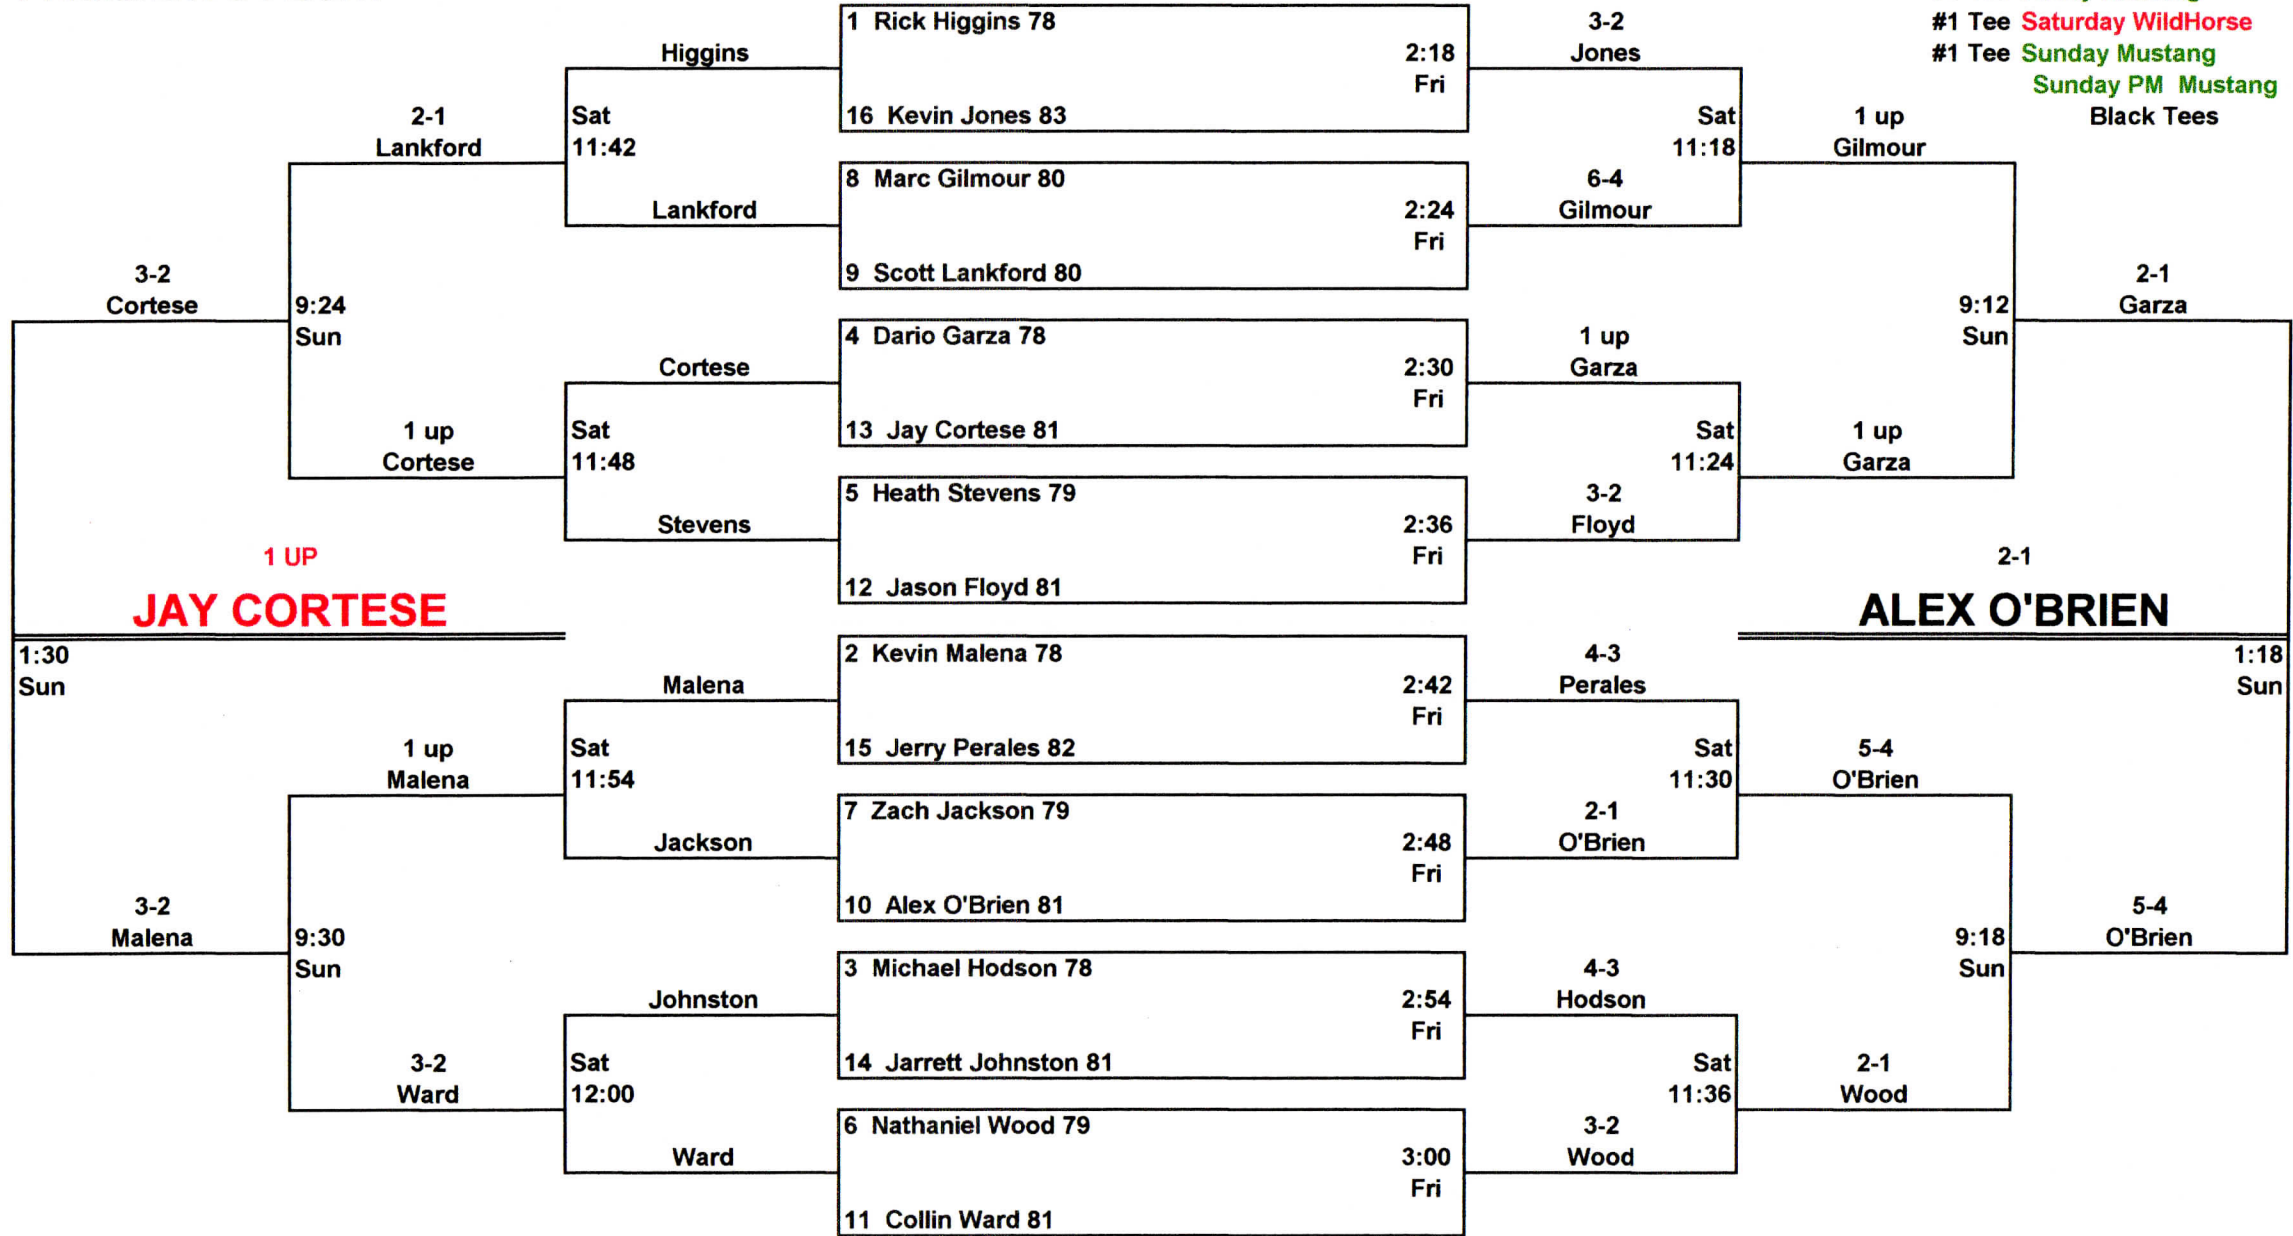 #1 Tee Saturday WildHorse
#1 Tee Sunday Mustang
Sunday PM Mustang
Black Tees
1 Rick Higgins 78
2:18
Fri
16 Kevin Jones 83
8 Marc Gilmour 80
2:24
Fri
9 Scott Lankford 80
4 Dario Garza 78
2:30
Fri
13 Jay Cortese 81
5 Heath Stevens 79
2:36
Fri
12 Jason Floyd 81
2 Kevin Malena 78
2:42
Fri
15 Jerry Perales 82
7 Zach Jackson 79
2:48
Fri
10 Alex O'Brien 81
3 Michael Hodson 78
2:54
Fri
14 Jarrett Johnston 81
6 Nathaniel Wood 79
3:00
Fri
11 Collin Ward 81
Higgins
Sat
11:42
Lankford
Cortese
Sat
11:48
Stevens
Malena
Sat
11:54
Jackson
Johnston
Sat
12:00
Ward
2-1
Lankford
9:24
Sun
1 up
Cortese
1 up
Malena
9:30
Sun
3-2
Ward
3-2
Cortese
1 UP
JAY CORTESE
1:30
Sun
3-2
Malena
3-2
Jones
Sat
11:18
6-4
Gilmour
1 up
Garza
Sat
11:24
3-2
Floyd
4-3
Perales
Sat
11:30
2-1
O'Brien
4-3
Hodson
Sat
11:36
3-2
Wood
1 up
Gilmour
9:12
Sun
1 up
Garza
5-4
O'Brien
9:18
Sun
2-1
Wood
2-1
Garza
2-1
ALEX O'BRIEN
1:18
Sun
5-4
O'Brien